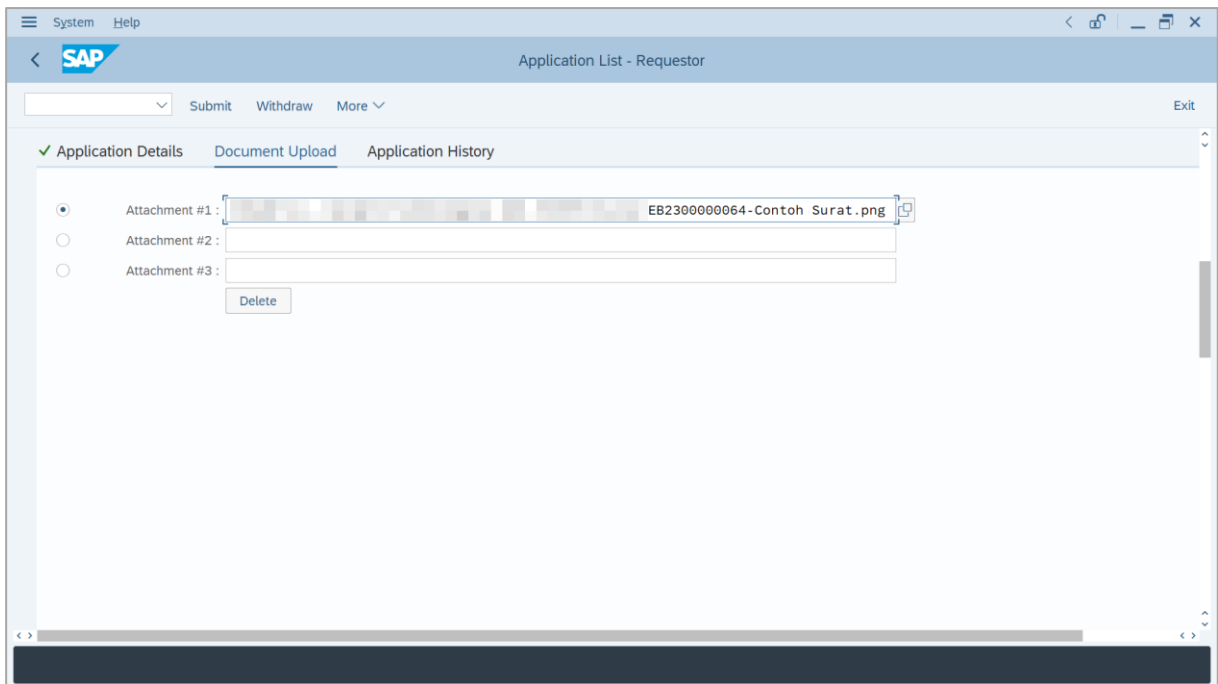 System Help
SAP Application List - Requestor
Submit Withdraw More Exit
Application Details Document Upload Application History
Attachment #1 : EB2300000064-Contoh Surat.png
Attachment #2 :
Attachment #3 :
Delete